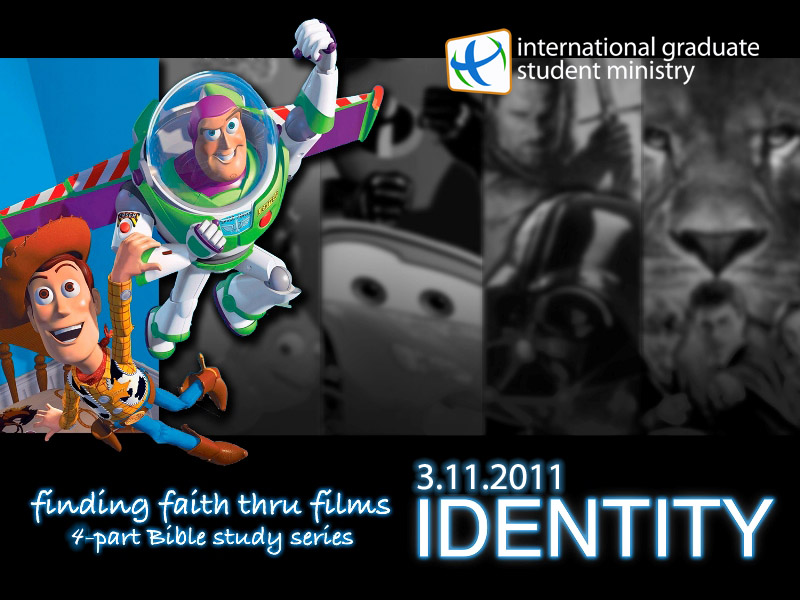 international graduate
student ministry
finding faith thru films
4-part Bible study series
3.11.2011
IDENTITY